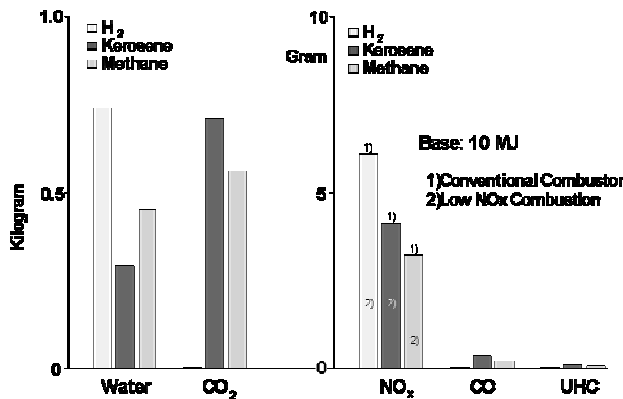 1.0
H2
Kerosene
Methane
0.5
Kilogram
0
Water
CO2
10
Gram
H2
Kerosene
Methane
Base: 10 MJ
1)Conventional Combustor
2)Low NOx Combustion
5
1)
1)
1)
2)
2)
2)
0
NOx
CO
UHC